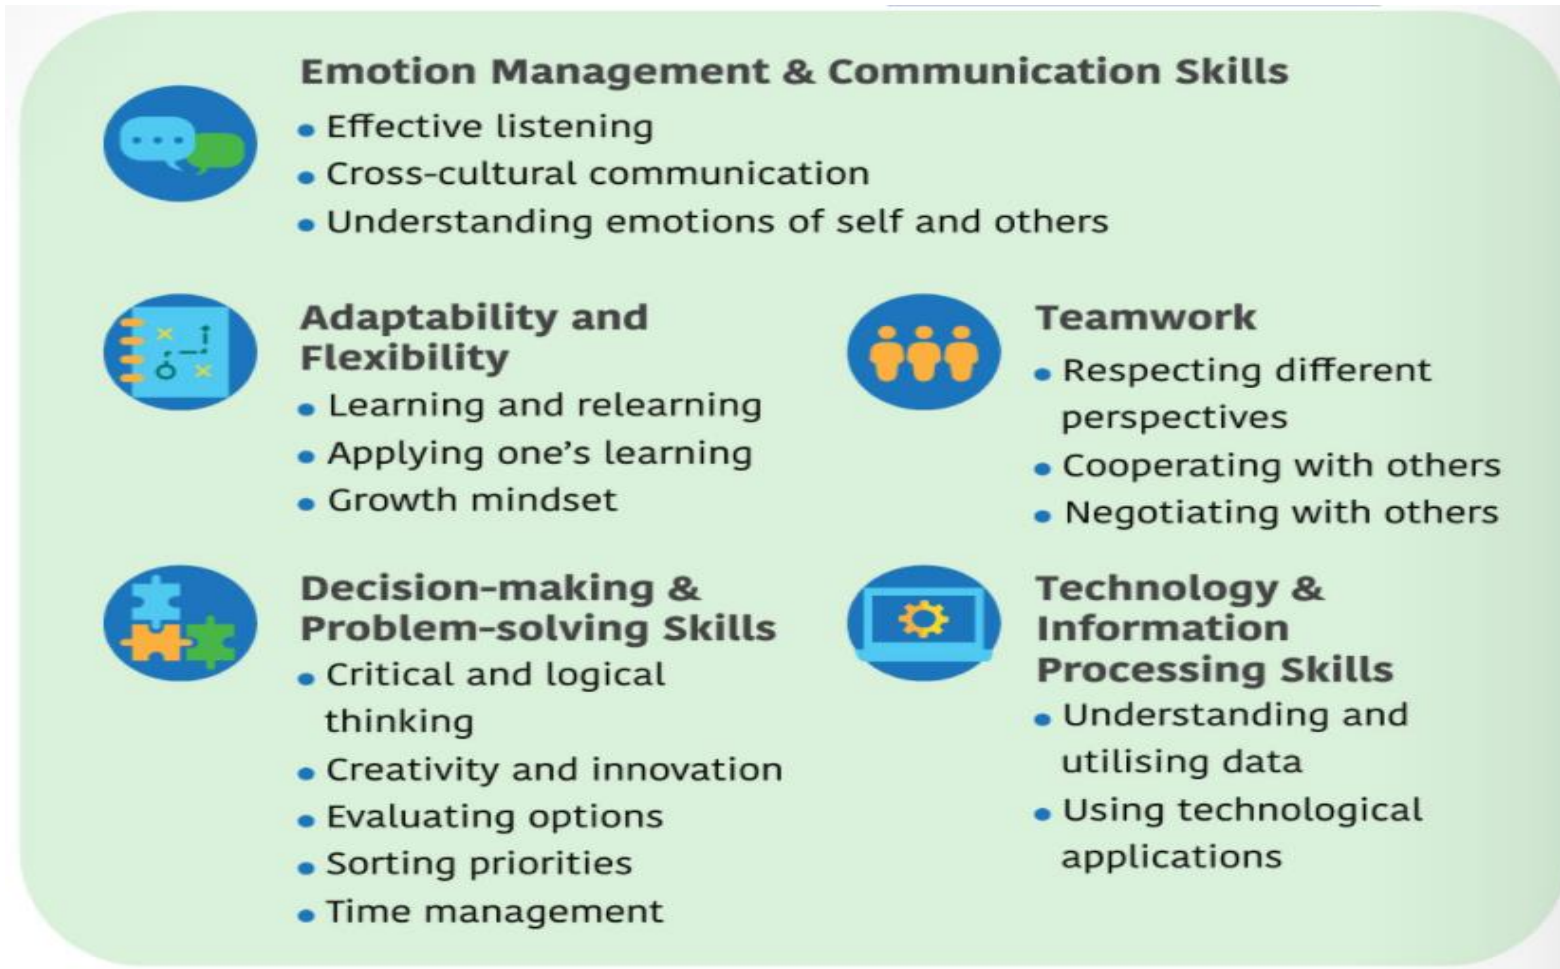 Emotion Management & Communication Skills
• Effective listening
• Cross-cultural communication
• Understanding emotions of self and others
Adaptability and
Flexibility
• Learning and relearning
• Applying one’s learning
• Growth mindset
Teamwork
• Respecting different
perspectives
• Cooperating with others
• Negotiating with others
Decision-making &
Problem-solving Skills
• Critical and logical
thinking
• Creativity and innovation
• Evaluating options
• Sorting priorities
• Time management
Technology &
Information
Processing Skills
• Understanding and
utilising data
• Using technological
applications